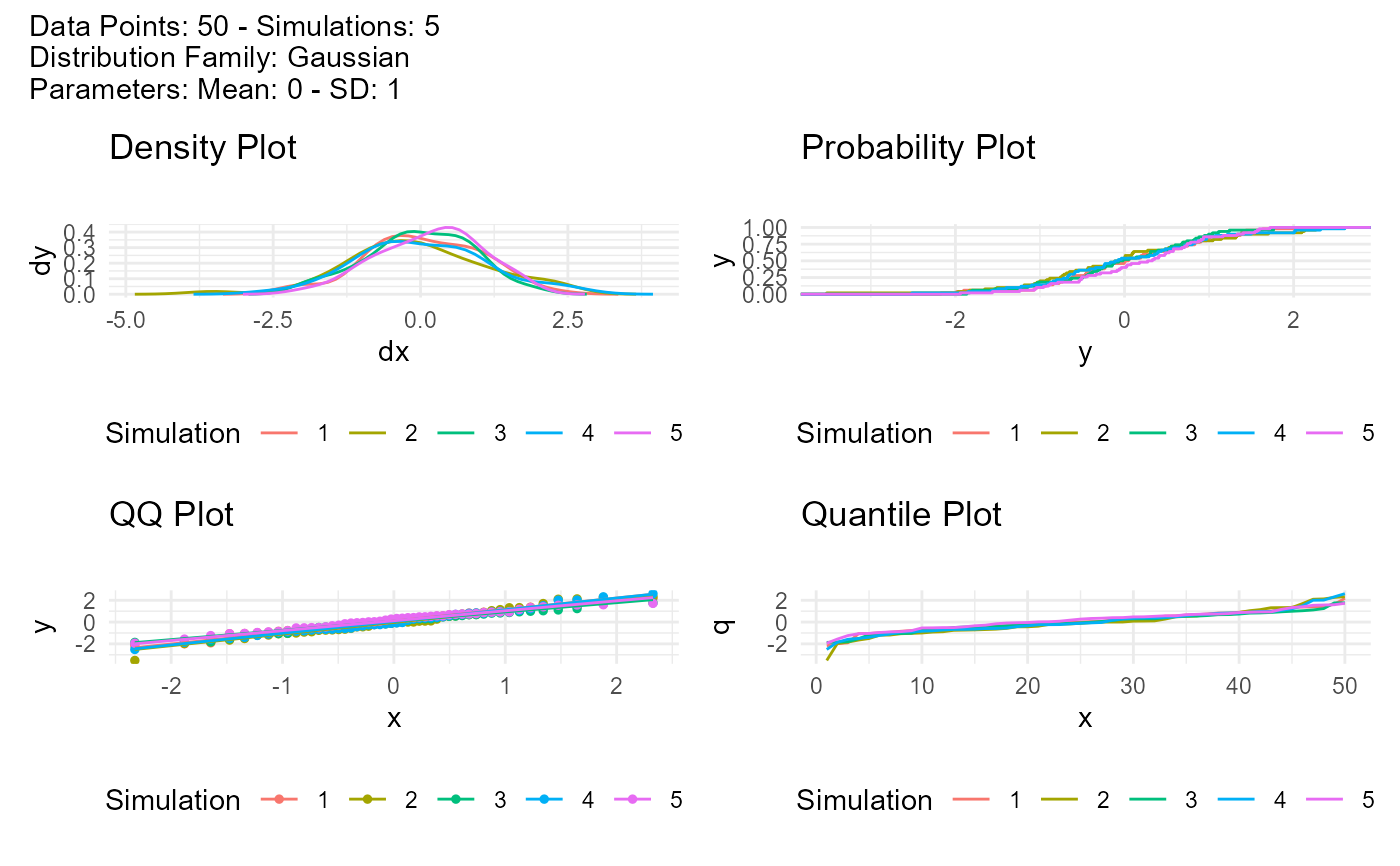 Data Points: 50 - Simulations: 5
Distribution Family: Gaussian
Parameters: Mean: 0 - SD: 1
Density Plot
dy
0.4
0.3
0.2
0.1
0.0
-5.0 -2.5 0.0 2.5
dx
Simulation 1 2 3 4 5
Probability Plot
y
1.00
0.75
0.50
0.25
0.00
-2 0 2
y
Simulation 1 2 3 4 5
QQ Plot
y
2
0
-2
-2 -1 0 1 2
x
Simulation 1 2 3 4 5
Quantile Plot
q
2
0
-2
0 10 20 30 40 50
x
Simulation 1 2 3 4 5